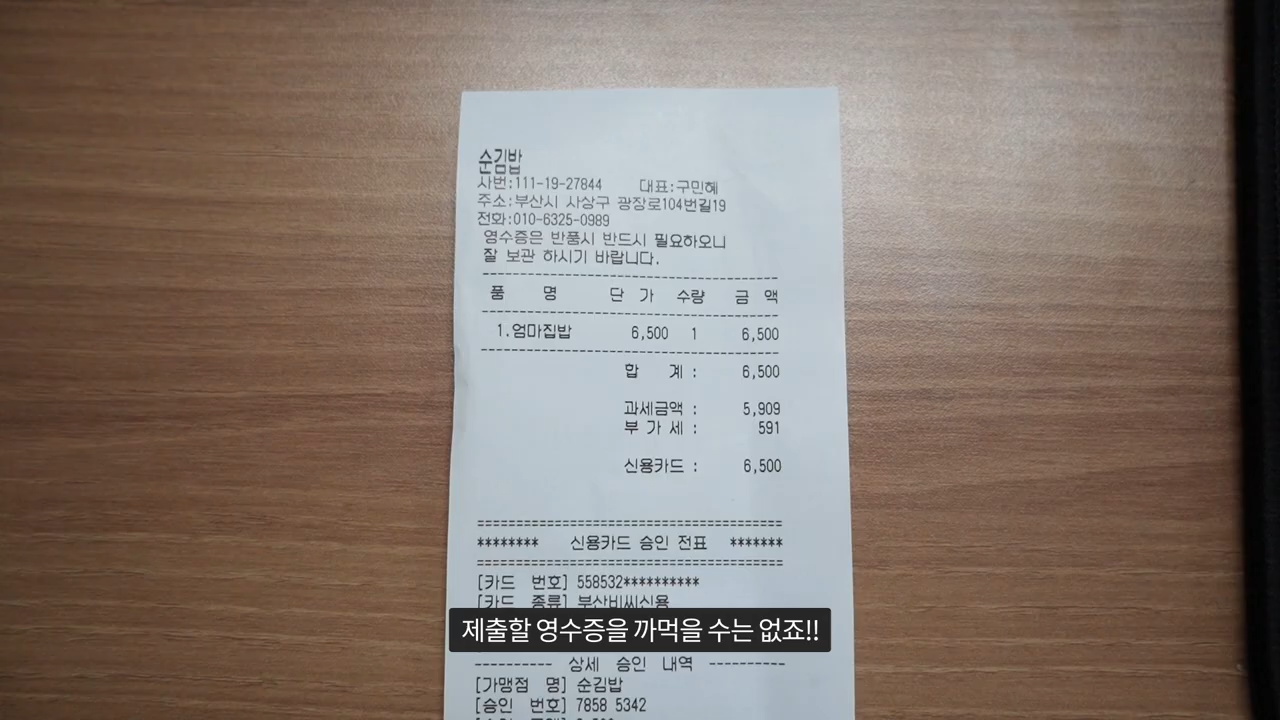 순김밥
사번:111-19-27844 대표:구민혜
주소:부산시 사상구 광장로104번길19
전화:010-6325-0989
영수증은 반품시 반드시 필요하오니
잘 보관 하시기 바랍니다.
--------------------------------------
품 명 단 가 수량 금 액
--------------------------------------
1.엄마집밥 6,500 1 6,500
--------------------------------------
합 계 : 6,500
과세금액 : 5,909
부 가 세 : 591
신용카드 : 6,500
======================================
******** 신용카드 승인 전표 *******
======================================
[카드 번호] 558532**********
[카드 종류] 부산비씨신용
제출할 영수증을 까먹을 수는 없죠!!
---------- 상세 승인 내역 ----------
[가맹점 명] 순김밥
[승인 번호] 7858 5342